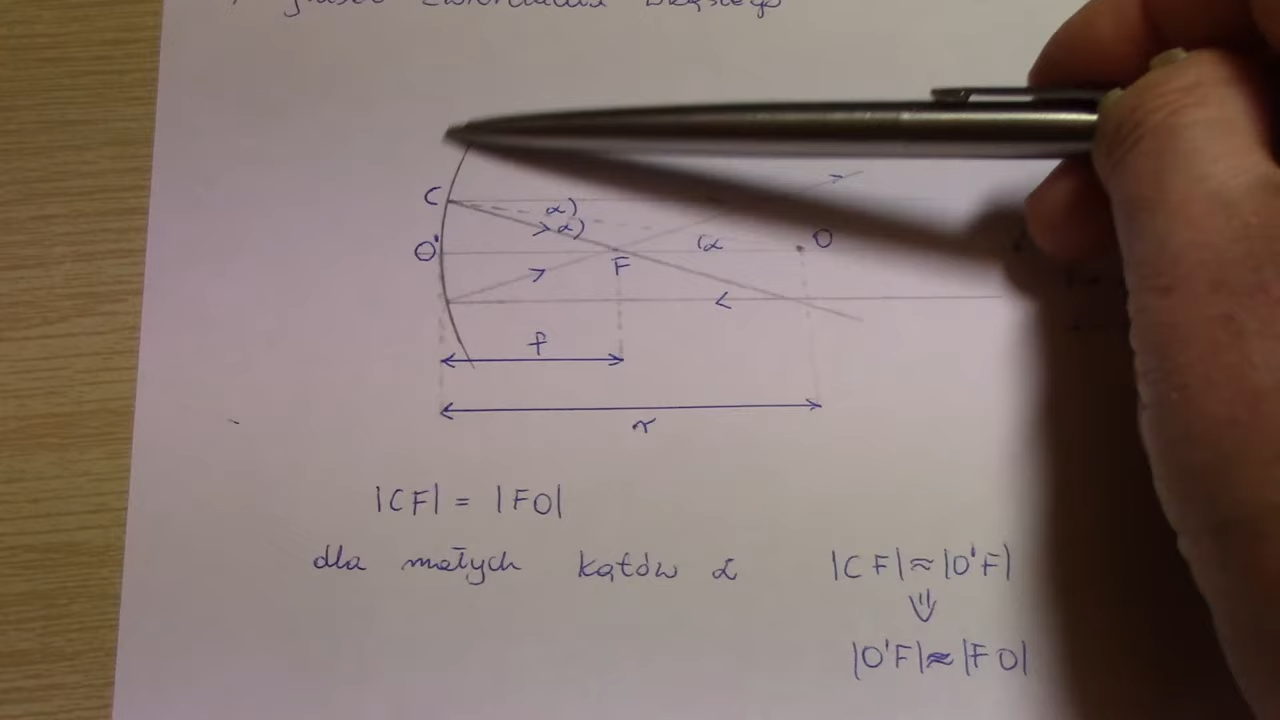 C
α)
α)
(α
O
O'
F
f
r
|CF| = |FO|
dla małych kątów α |CF|≈|O'F|
⇓
|O'F|≈|FO|